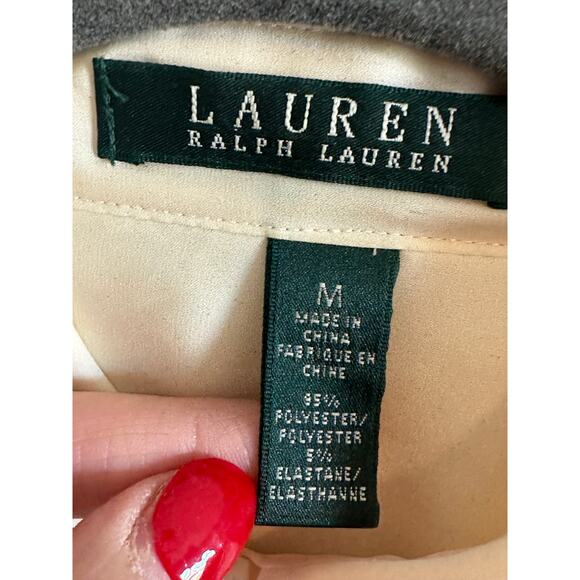 LAUREN
RALPH LAUREN
M
MADE IN
CHINA
FABRIQUE EN
CHINE
95%
POLYESTER/
POLYESTER
5%
ELASTANE/
ELASTHANNE